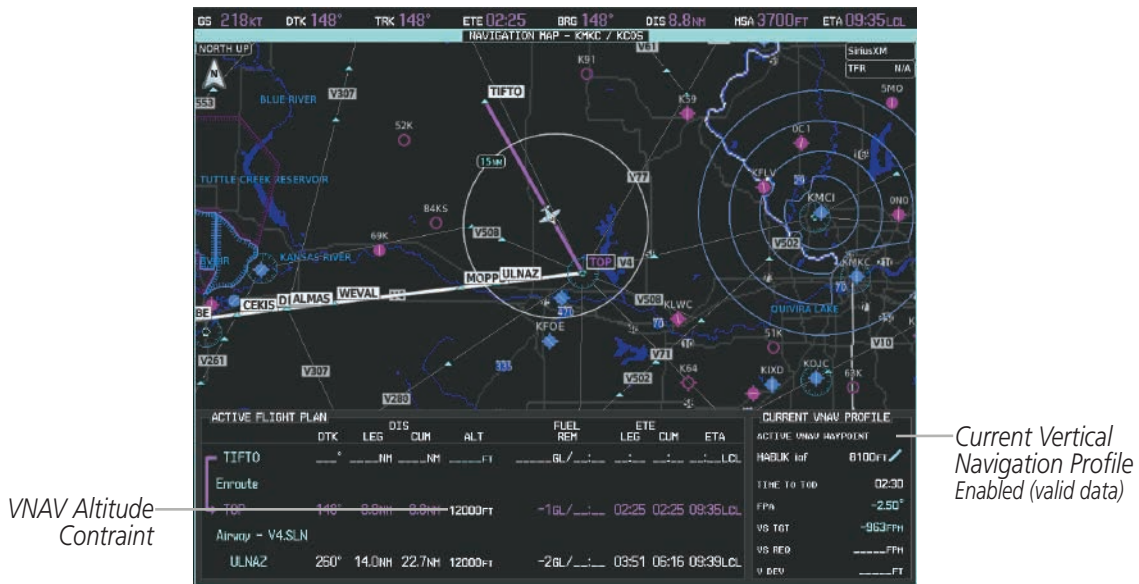 GS 218KT DTK 148° TRK 148° ETE 02:25 BRG 148° DIS 8.8NM MSA 3700FT ETA 09:35LCL
NAVIGATION MAP - KMKC / KCOS
NORTH UP
N
SiriusXM
TFR N/A
V61
K91
5M0
553
BLUE RIVER
V307
TIFTO
K59
52K
0C1
15NM
TUTTLE CREEK RESERVOIR
V77
KFLV
KMCI
0N0
84KS
69K
V508
V502
KANSAS RIVER
TOP
V4
KMKC
MOPP
ULNAZ
CEKIS
ALMAS
WEVAL
BE
V508
KLWC
QUIVIRA LAKE
KFOE
51K
V10
V261
V307
335
V71
K64
V502
KIXD
KOJC
63K
V280
ACTIVE FLIGHT PLAN
DIS FUEL ETE
DTK LEG CUM ALT REM LEG CUM ETA
TIFTO ___° ____NM ____NM _____FT _____GL/__:__ __:__ __:__ __:__LCL
Enroute
TOP 148° 8.8NM 8.8NM 12000FT -1GL/__:__ 02:25 02:25 09:35LCL
Airway - V4.SLN
ULNAZ 260° 14.0NM 22.7NM 12000FT -2GL/__:__ 03:51 06:16 09:39LCL
CURRENT VNAV PROFILE
ACTIVE VNAV WAYPOINT
HABUK iaf 8100FT
TIME TO TOD 02:30
FPA -2.50°
VS TGT -963FPM
VS REQ _____FPM
V DEV _____FT
VNAV Altitude
Contraint
Current Vertical
Navigation Profile
Enabled (valid data)